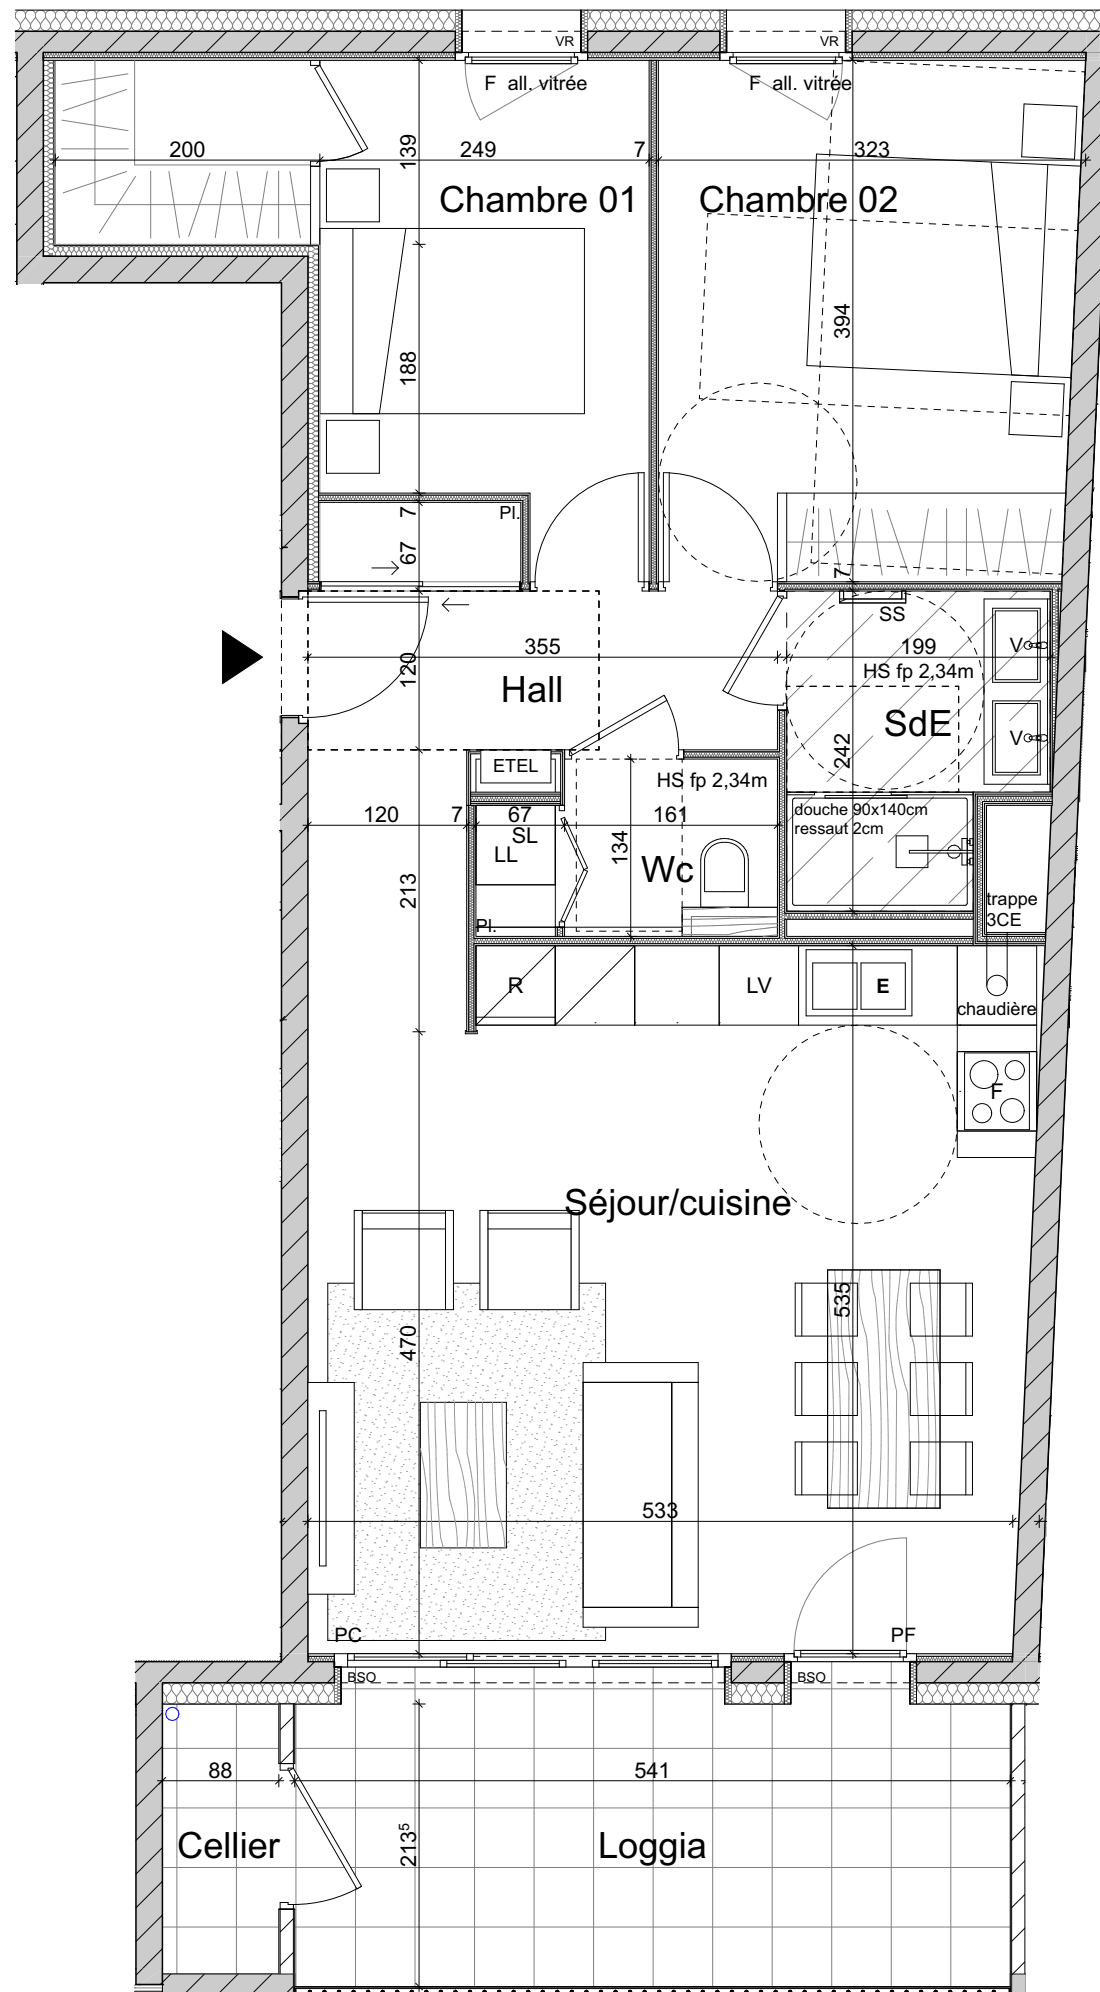 VR
VR
F all. vitrée
F all. vitrée
200
139
249
7
323
Chambre 01
Chambre 02
394
188
7
Pl.
67
7
SS
355
199
V
120
HS fp 2,34m
Hall
SdE
242
V
ETEL
HS fp 2,34m
120
7
67
161
douche 90x140cm
ressaut 2cm
SL
LL
134
Wc
213
trappe
3CE
Pl.
R
LV
E
chaudière
F
Séjour/cuisine
535
470
533
PC
PF
BSO
BSO
88
541
213⁵
Cellier
Loggia